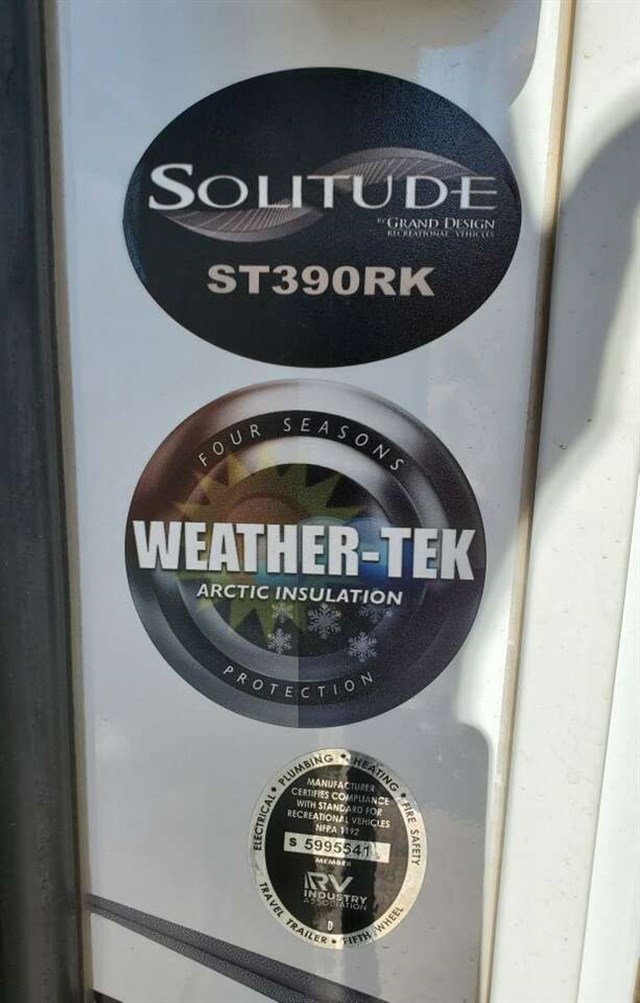 SOLITUDE
BY GRAND DESIGN
RECREATIONAL VEHICLES
ST390RK
FOUR SEASONS
WEATHER-TEK
ARCTIC INSULATION
PROTECTION
ELECTRICAL • PLUMBING • HEATING • FIRE SAFETY
MANUFACTURER
CERTIFIES COMPLIANCE
WITH STANDARD FOR
RECREATIONAL VEHICLES
NFPA 1192
S 5995541
MEMBER
RV
INDUSTRY
ASSOCIATION
D
TRAVEL TRAILER • FIFTH WHEEL